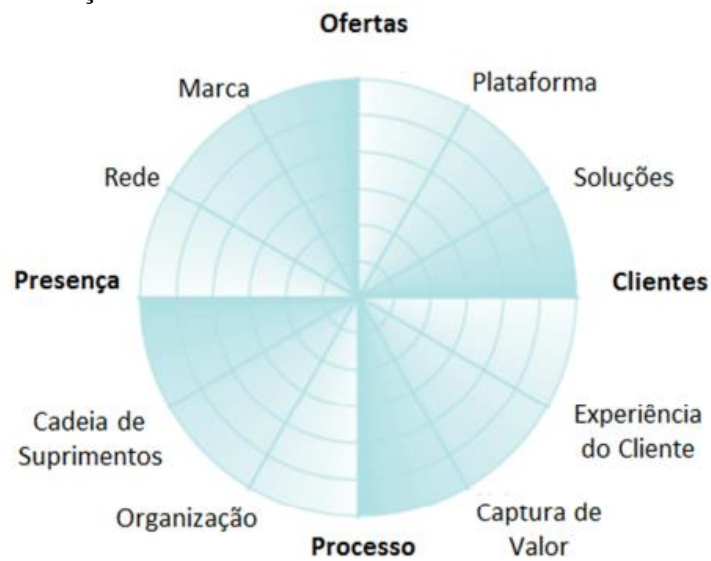 Ofertas
Marca
Plataforma
Rede
Soluções
Presença
Clientes
Cadeia de
Suprimentos
Experiência
do Cliente
Organização
Captura de
Valor
Processo